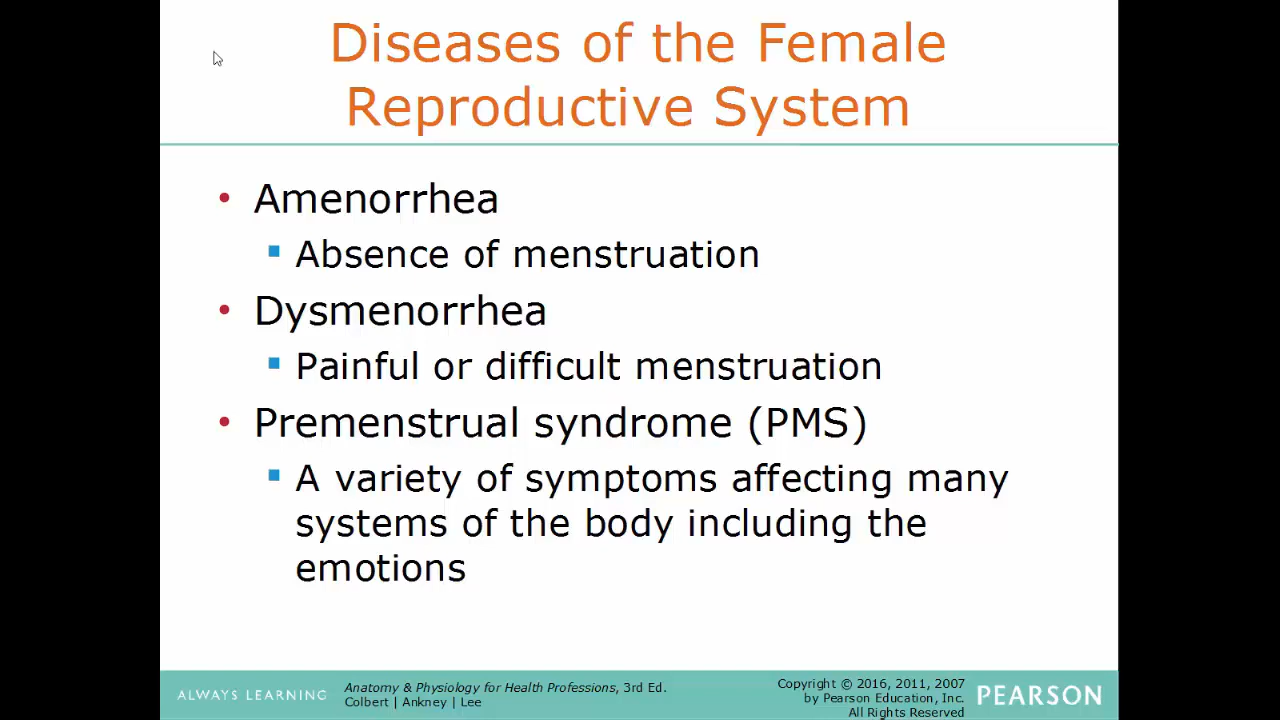 Diseases of the Female
Reproductive System
• Amenorrhea
▪ Absence of menstruation
• Dysmenorrhea
▪ Painful or difficult menstruation
• Premenstrual syndrome (PMS)
▪ A variety of symptoms affecting many
systems of the body including the
emotions
ALWAYS LEARNING
Anatomy & Physiology for Health Professions, 3rd Ed.
Colbert | Ankney | Lee
Copyright © 2016, 2011, 2007
by Pearson Education, Inc.
All Rights Reserved
PEARSON